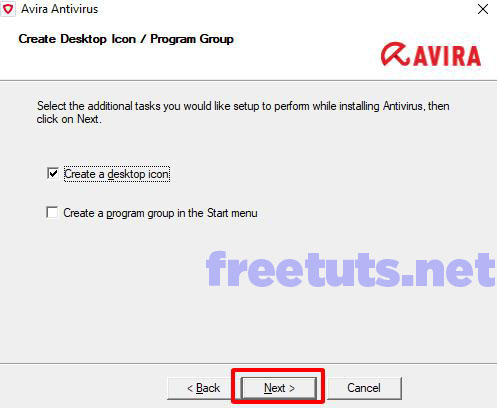 Avira Antivirus
Create Desktop Icon / Program Group
AVIRA
Select the additional tasks you would like setup to perform while installing Antivirus, then
click on Next.
Create a desktop icon
Create a program group in the Start menu
freetuts.net
< Back
Next >
Cancel